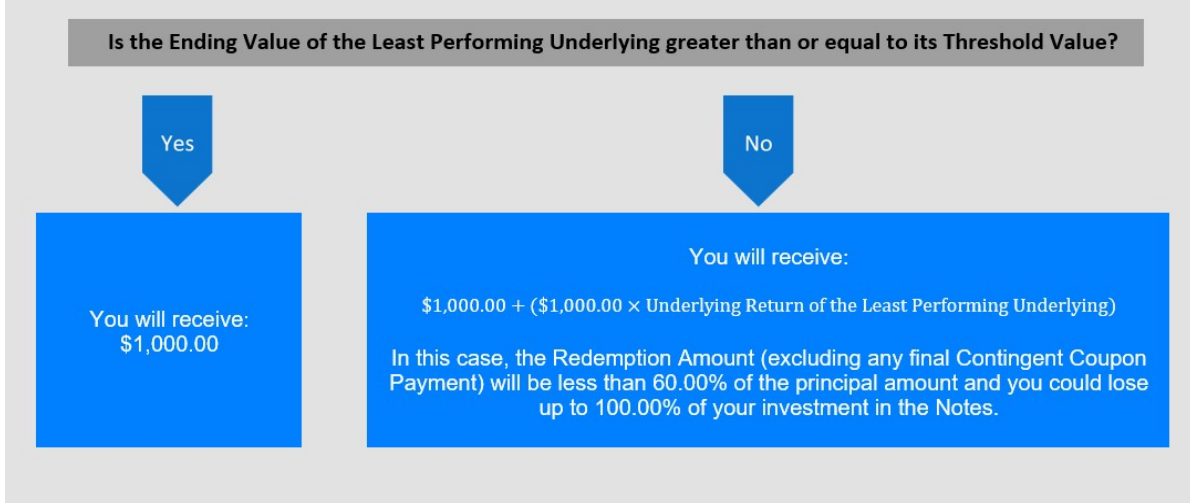 Is the Ending Value of the Least Performing Underlying greater than or equal to its Threshold Value?
Yes
No
You will receive:
$1,000.00
You will receive:
$1,000.00 + ($1,000.00 × Underlying Return of the Least Performing Underlying)
In this case, the Redemption Amount (excluding any final Contingent Coupon
Payment) will be less than 60.00% of the principal amount and you could lose
up to 100.00% of your investment in the Notes.